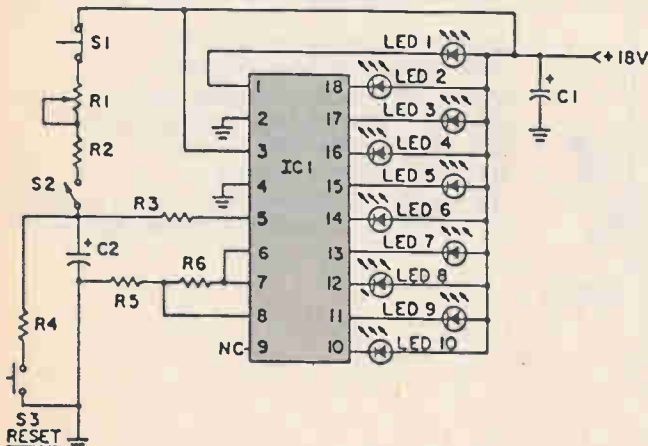 S1
R1
R2
S2
R3
+
C2
R4
R5
R6
S3
RESET
IC1
1
2
3
4
5
6
7
8
NC 9
18
17
16
15
14
13
12
11
10
LED 1
LED 2
LED 3
LED 4
LED 5
LED 6
LED 7
LED 8
LED 9
LED 10
+18V
+
C1